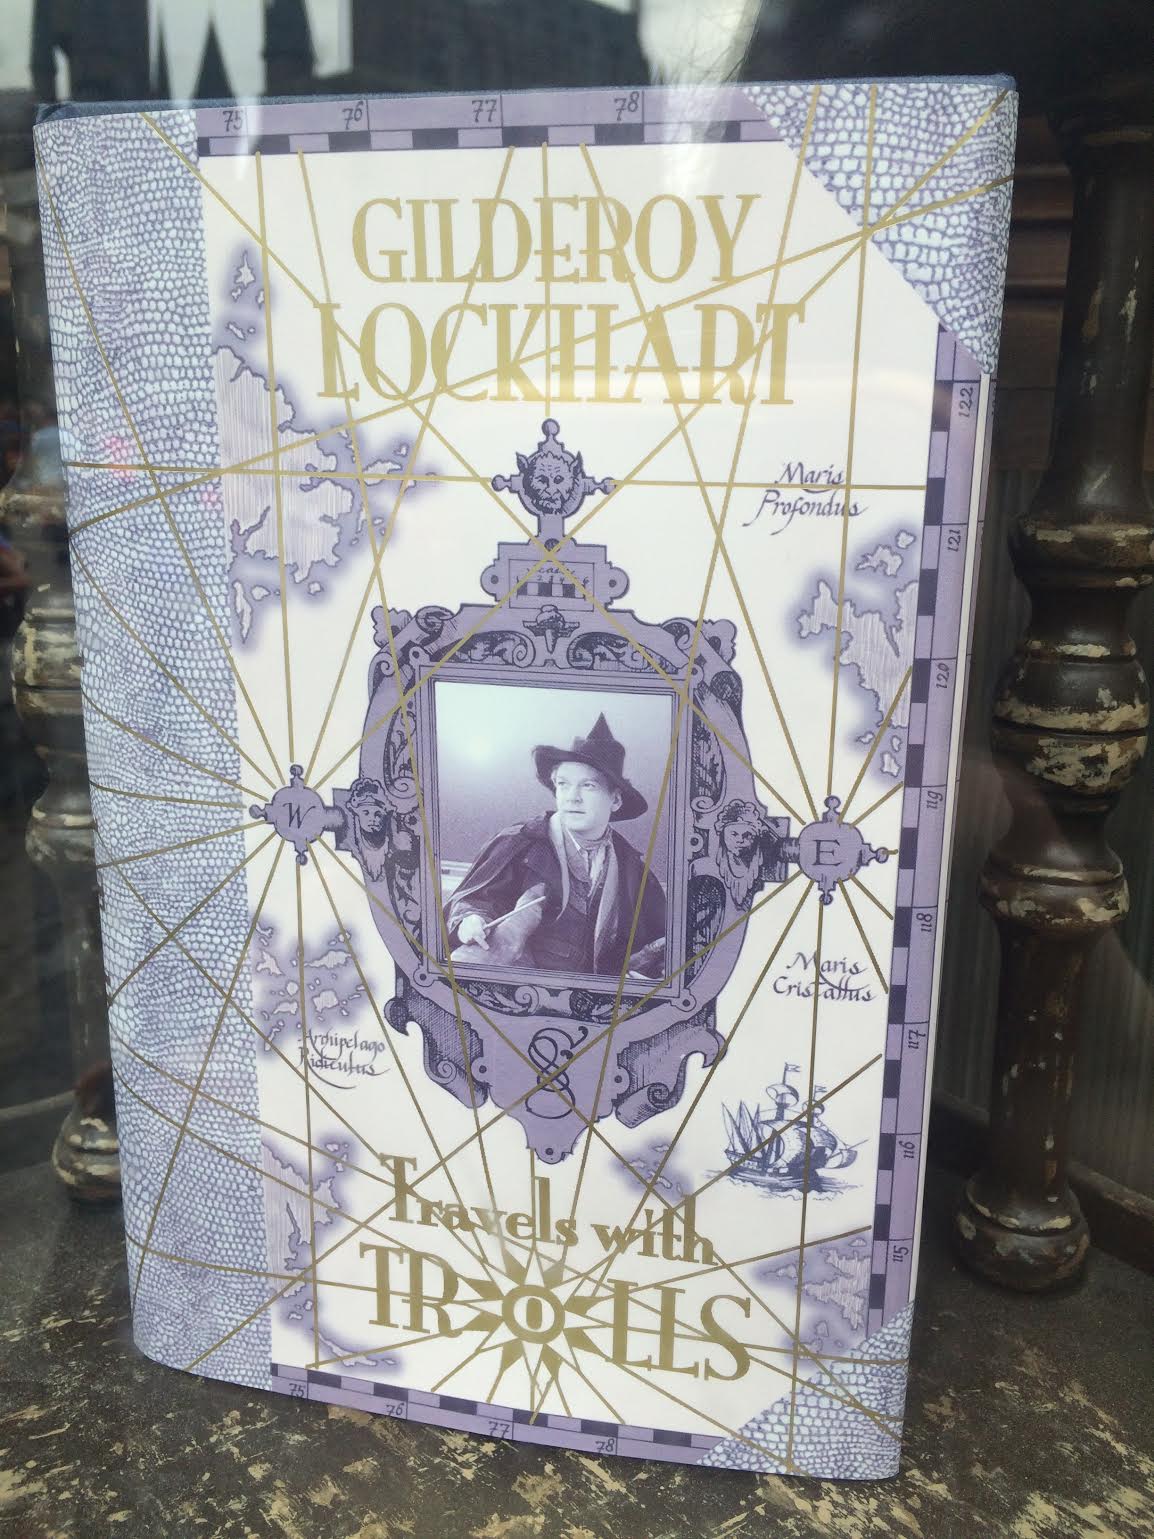 75 76 77 78
GILDEROY
LOCKHART
122
Maris
Profondus
121
120
119
W
E
118
Maris
Cristallus
117
Archipelago
Ridiculus
116
Travels with
TROLLS
115
75 76 77 78